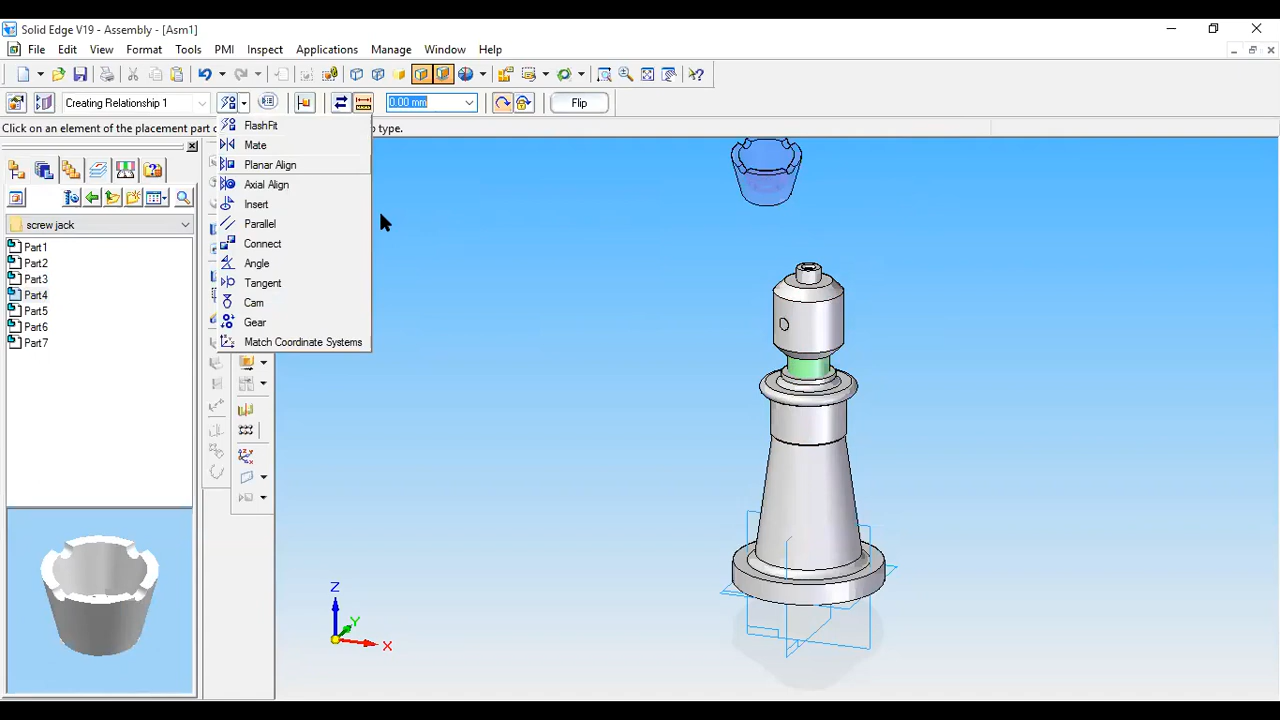 Solid Edge V19 - Assembly - [Asm1]
File Edit View Format Tools PMI Inspect Applications Manage Window Help
Creating Relationship 1
0.00 mm
Flip
Click on an element of the placement part
o type.
FlashFit
Mate
Planar Align
Axial Align
Insert
Parallel
Connect
Angle
Tangent
Cam
Gear
Match Coordinate Systems
screw jack
Part1
Part2
Part3
Part4
Part5
Part6
Part7
Z
Y
X